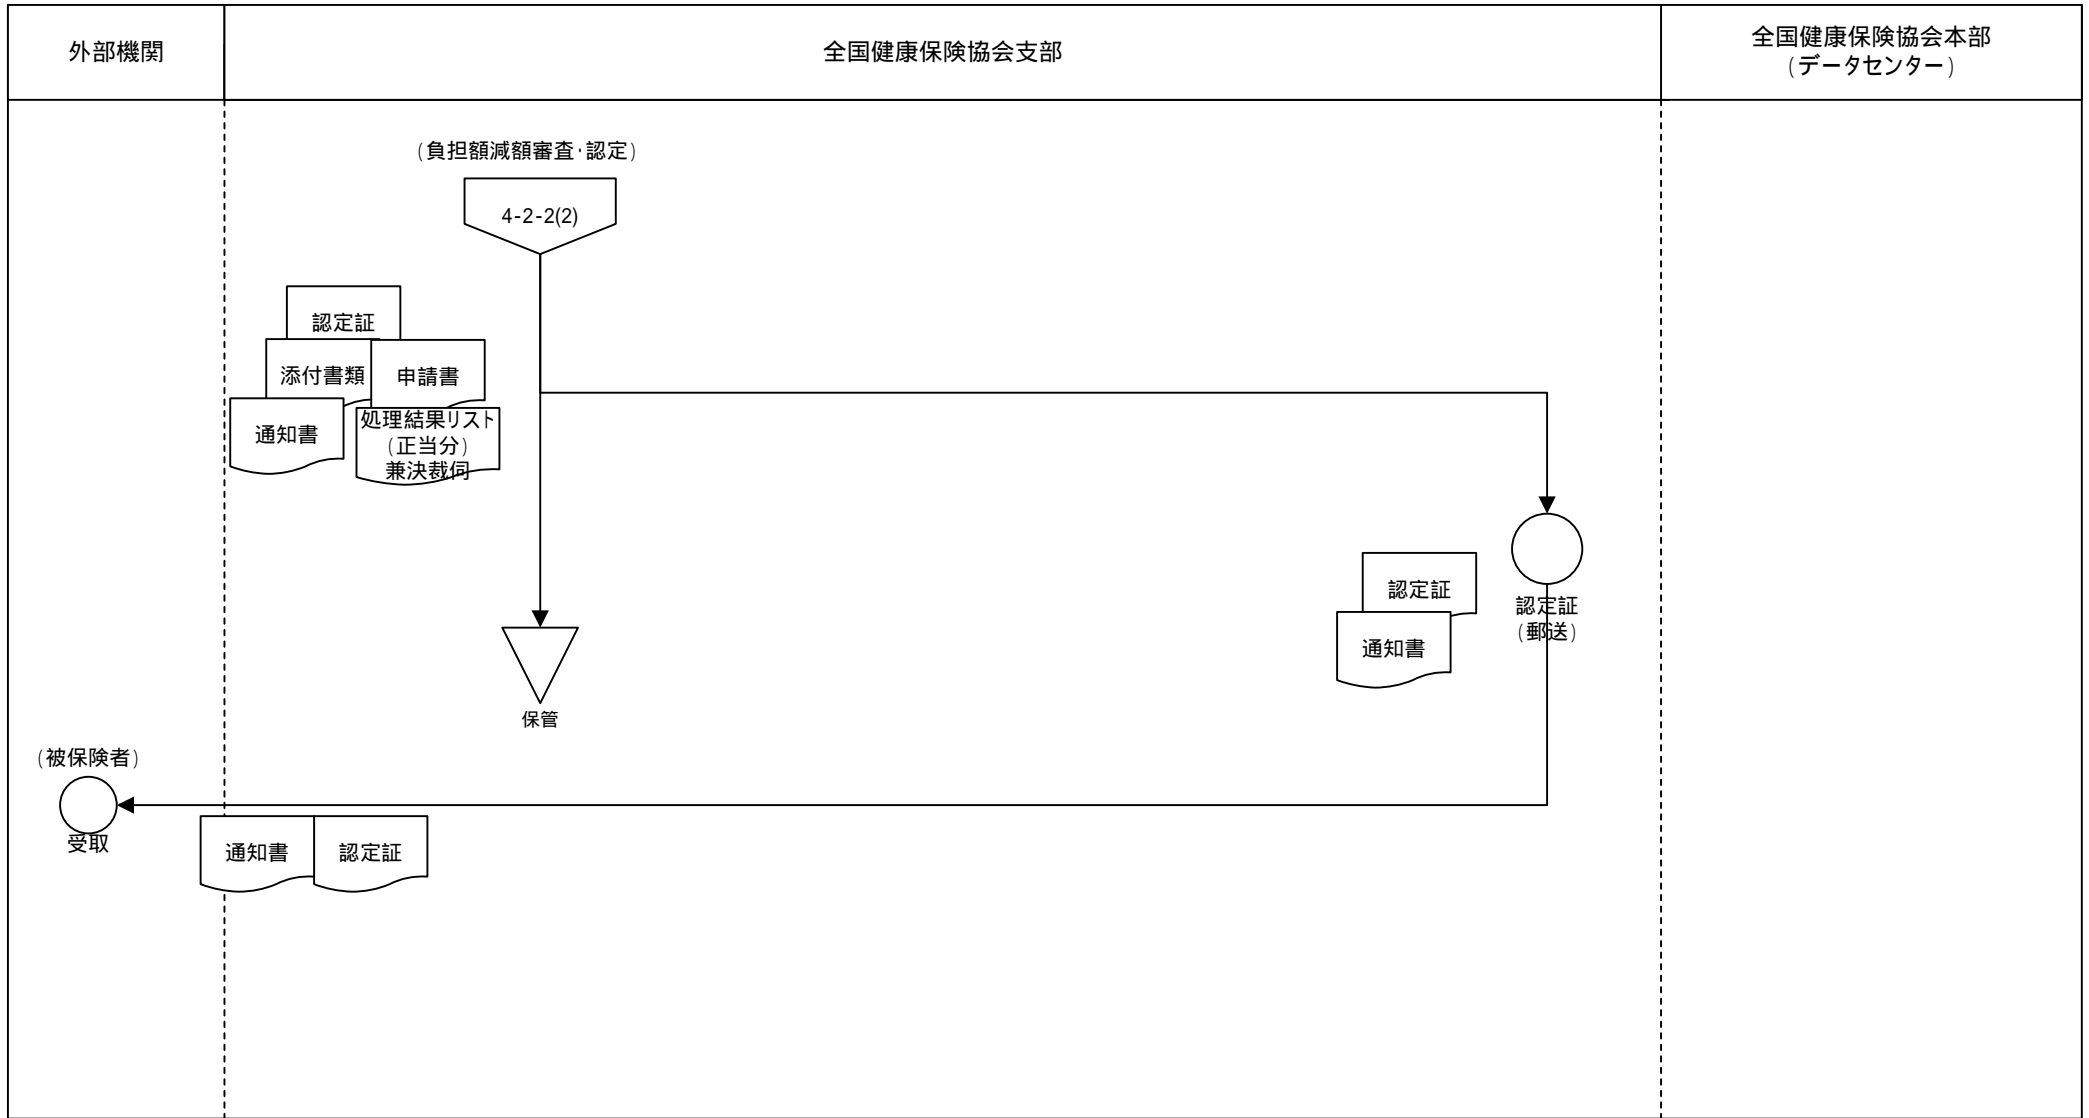 外部機関
全国健康保険協会支部
全国健康保険協会本部
(データセンター)
(負担額減額審査・認定)
4-2-2(2)
認定証
添付書類
申請書
通知書
処理結果リスト
(正当分)
兼決裁伺
認定証
通知書
認定証
(郵送)
保管
(被保険者)
受取
通知書
認定証